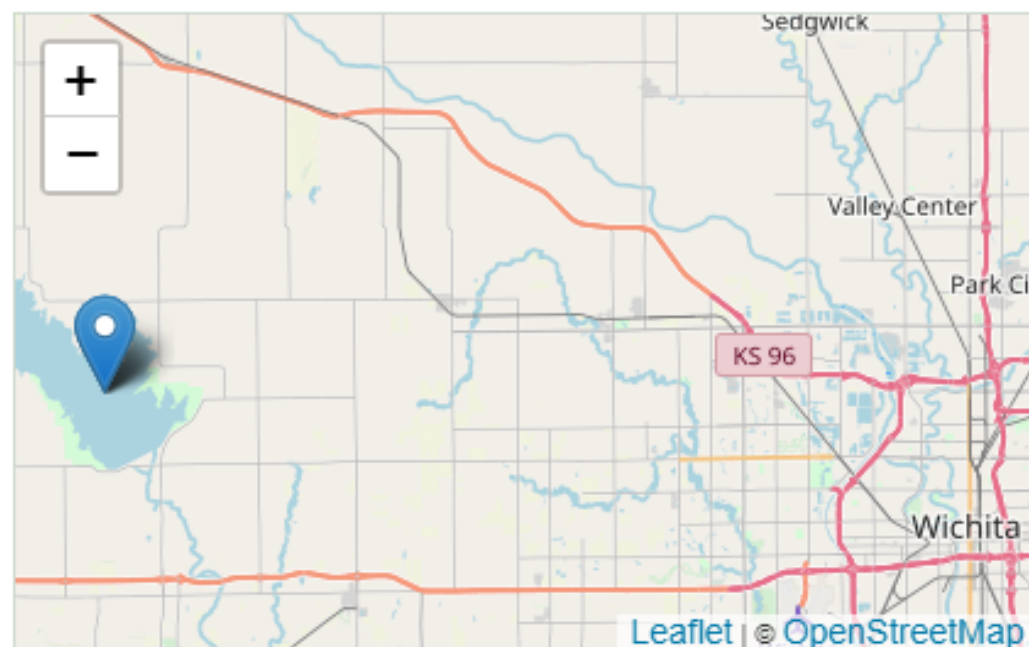 Sedgwick
+
−
Valley Center
Park Ci
KS 96
Wichita
Leaflet | © OpenStreetMap